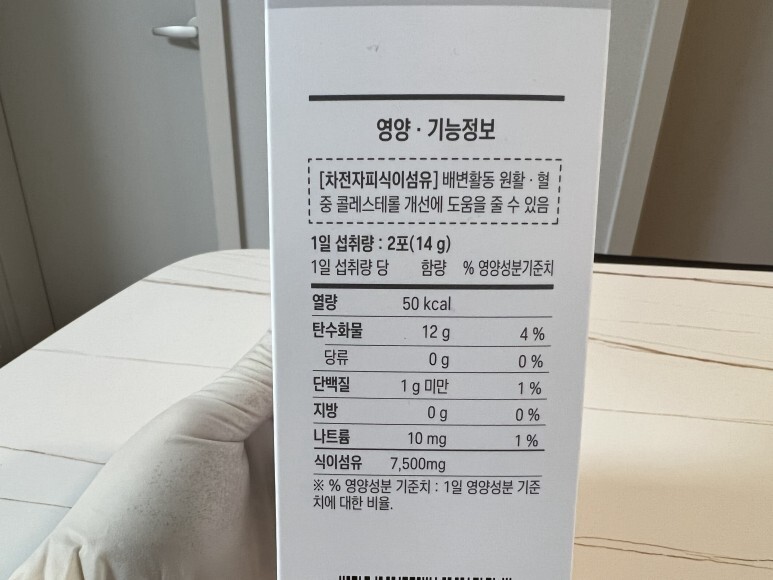 영양 · 기능정보
[차전자피식이섬유] 배변활동 원활 · 혈
중 콜레스테롤 개선에 도움을 줄 수 있음
1일 섭취량 : 2포(14 g)
1일 섭취량 당 함량 % 영양성분기준치
열량 50 kcal
탄수화물 12 g 4 %
당류 0 g 0 %
단백질 1 g 미만 1 %
지방 0 g 0 %
나트륨 10 mg 1 %
식이섬유 7,500mg
※ % 영양성분 기준치 : 1일 영양성분 기준
치에 대한 비율.